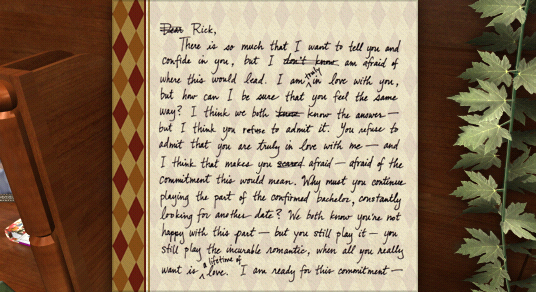 Dear Rick,
There is so much that I want to tell you and
confide in you, but I don't know am afraid of
where this would lead. I am truly in love with you,
but how can I be sure that you feel the same
way? I think we both know the answer —
but I think you refuse to admit it. You refuse to
admit that you are truly in love with me — and
I think that makes you scared afraid — afraid of the
commitment this would mean. Why must you continue
playing the part of the confirmed bachelor, constantly
looking for another date? We both know you're not
happy with this part — but you still play it — you
still play the incurable romantic, when all you really
want is a lifetime of love. I am ready for this commitment —